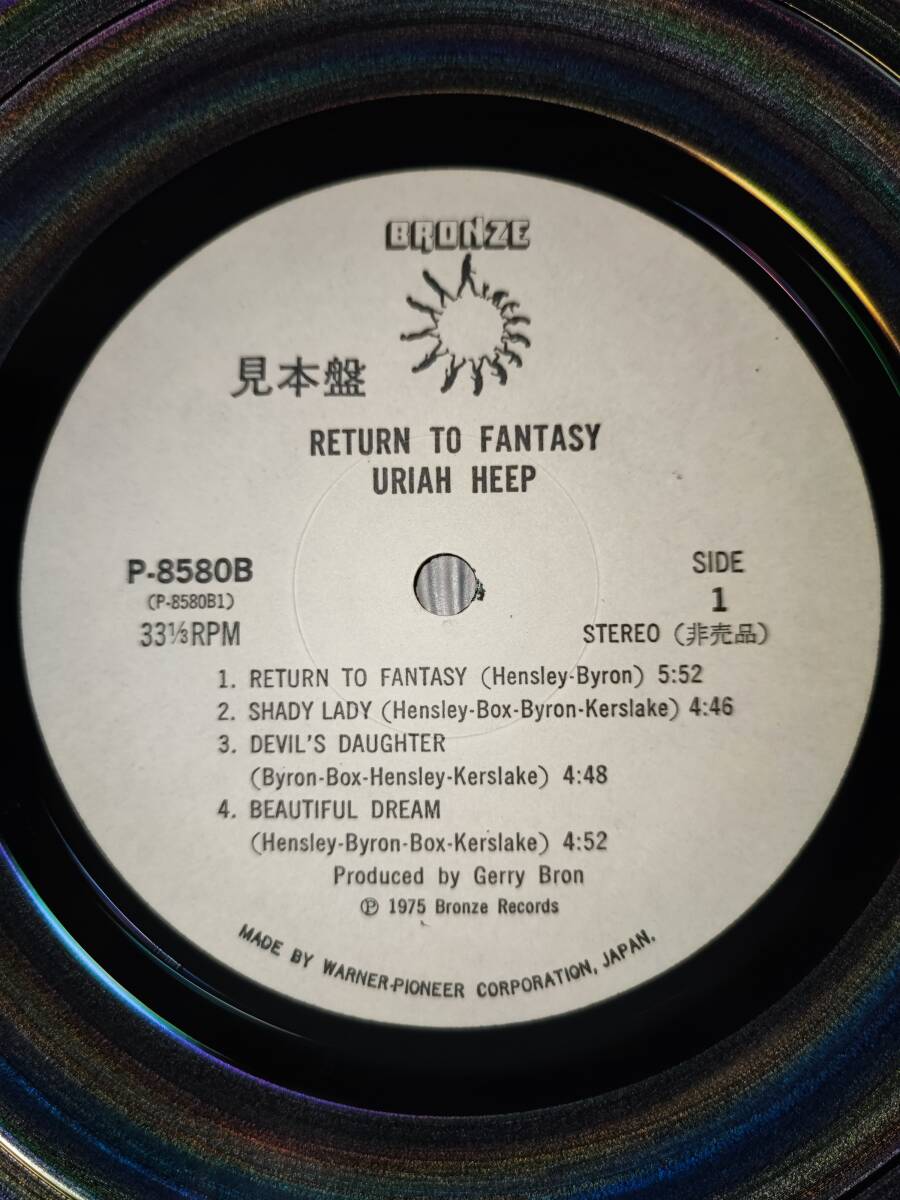 BRONZE
見本盤
RETURN TO FANTASY
URIAH HEEP
P-8580B
(P-8580B1)
33⅓RPM
SIDE
1
STEREO (非売品)
1. RETURN TO FANTASY (Hensley-Byron) 5:52
2. SHADY LADY (Hensley-Box-Byron-Kerslake) 4:46
3. DEVIL'S DAUGHTER
(Byron-Box-Hensley-Kerslake) 4:48
4. BEAUTIFUL DREAM
(Hensley-Byron-Box-Kerslake) 4:52
Produced by Gerry Bron
℗ 1975 Bronze Records
MADE BY WARNER-PIONEER CORPORATION, JAPAN.